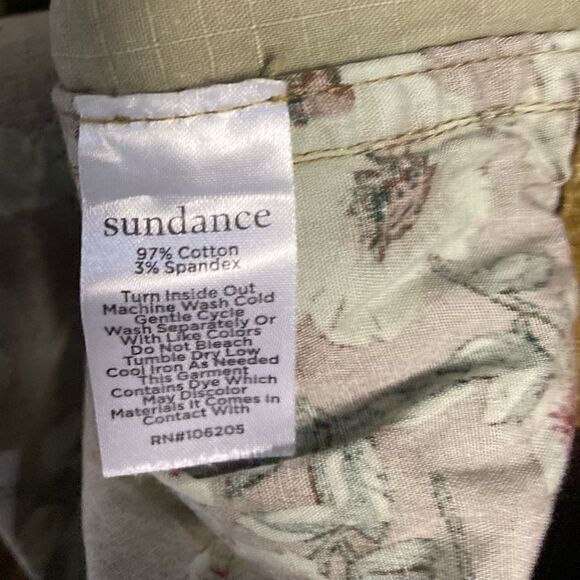 sundance
97% Cotton
3% Spandex
Turn Inside Out
Machine Wash Cold
Gentle Cycle
Wash Separately Or
With Like Colors
Do Not Bleach
Tumble Dry Low
Cool Iron As Needed
This Garment
Contains Dye Which
May Discolor
Materials It Comes In
Contact With
RN#106205